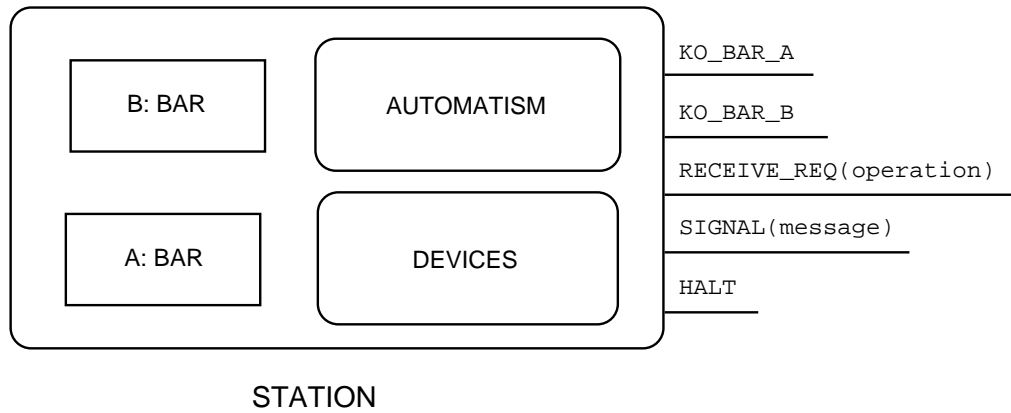 B: BAR
AUTOMATISM
A: BAR
DEVICES
KO_BAR_A
KO_BAR_B
RECEIVE_REQ(operation)
SIGNAL(message)
HALT
STATION